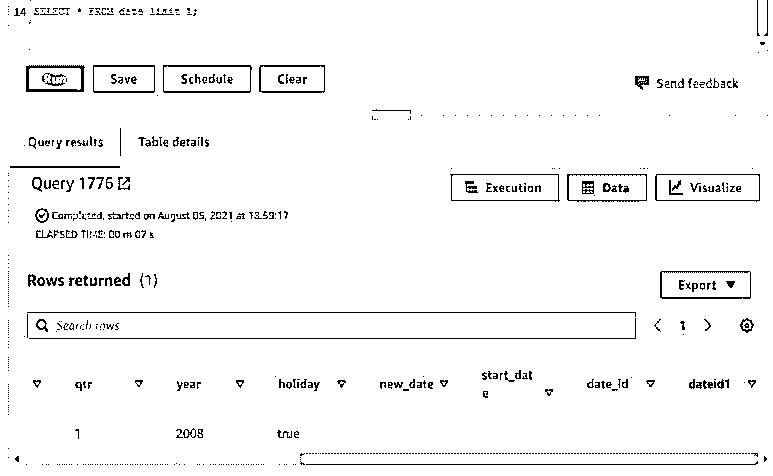 14 SELECT * FROM date limit 1;
Run Save Schedule Clear
Send feedback
Query results Table details
Query 1776
Execution Data Visualize
Completed, started on August 05, 2021 at 13:59:17
ELAPSED TIME: 00 m 07 s
Rows returned (1)
Export
Search rows
1
qtr year holiday new_date start_dat
e date_id dateid1
1 2008 true